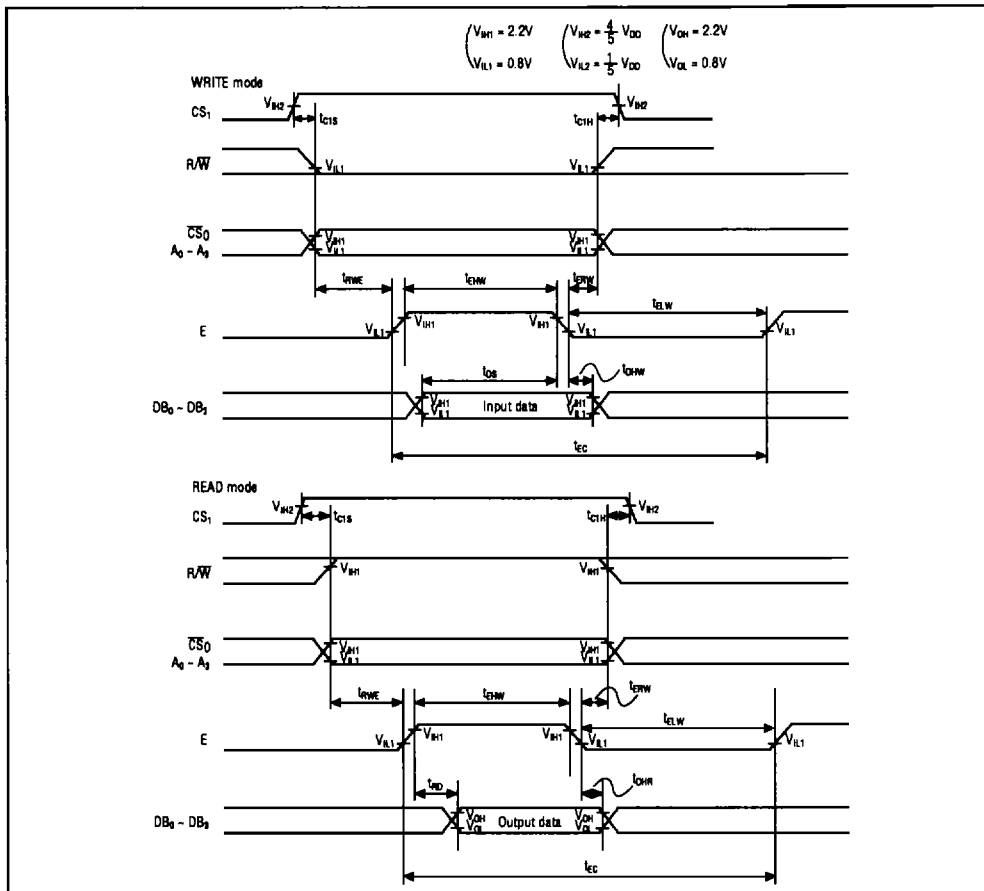 V_IH1 = 2.2V V_IH2 = 4/5 V_DD V_OH = 2.2V
V_IL1 = 0.8V V_IL2 = 1/5 V_DD V_OL = 0.8V
WRITE mode
CS₁ V_IH2 t_C1S t_C1H V_IH2
R/W̅ V_IL1 V_IL1
C̅S̅₀
A₀ ~ A₃
V_IH1 V_IH1
V_IL1 V_IL1
t_RWE t_EHW t_ERW t_ELW
E V_IL1 V_IH1 V_IH1 V_IL1 V_IL1
t_DS t_DHW
DB₀ ~ DB₃ V_IH1 V_IL1 Input data V_IH1 V_IL1
t_EC
READ mode
CS₁ V_IH2 t_C1S t_C1H V_IH2
R/W̅ V_IH1 V_IH1
C̅S̅₀
A₀ ~ A₃
V_IH1 V_IH1
V_IL1 V_IL1
t_RWE t_EHW t_ERW t_ELW
E V_IL1 V_IH1 V_IH1 V_IL1 V_IL1
t_RD t_DHR
DB₀ ~ DB₃ V_OH V_OL Output data V_OH V_OL
t_EC